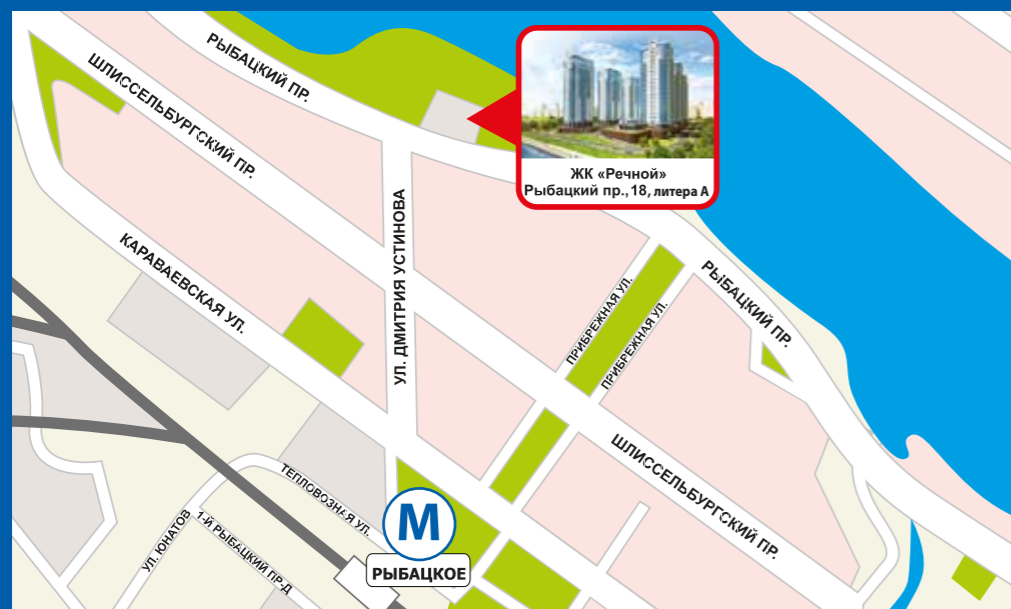 РЫБАЦКИЙ ПР.
ШЛИССЕЛЬБУРГСКИЙ ПР.
ЖК «Речной»
Рыбацкий пр., 18, литера А
УЛ. ДМИТРИЯ УСТИНОВА
КАРАВАЕВСКАЯ УЛ.
ПРИБРЕЖНАЯ УЛ.
ПРИБРЕЖНАЯ УЛ.
РЫБАЦКИЙ ПР.
ШЛИССЕЛЬБУРГСКИЙ ПР.
ТЕПЛОВОЗНАЯ УЛ.
УЛ. ЮНАТОВ
1-Й РЫБАЦКИЙ ПР-Д
М
РЫБАЦКОЕ